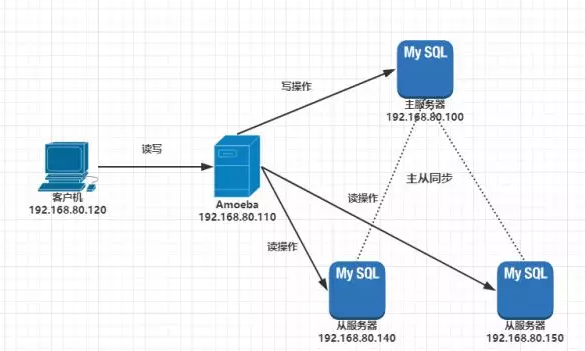 My SQL
写操作
主服务器
192.168.80.100
读写
客户机
192.168.80.120
Amoeba
192.168.80.110
主从同步
读操作
读操作
My SQL
从服务器
192.168.80.140
My SQL
从服务器
192.168.80.150